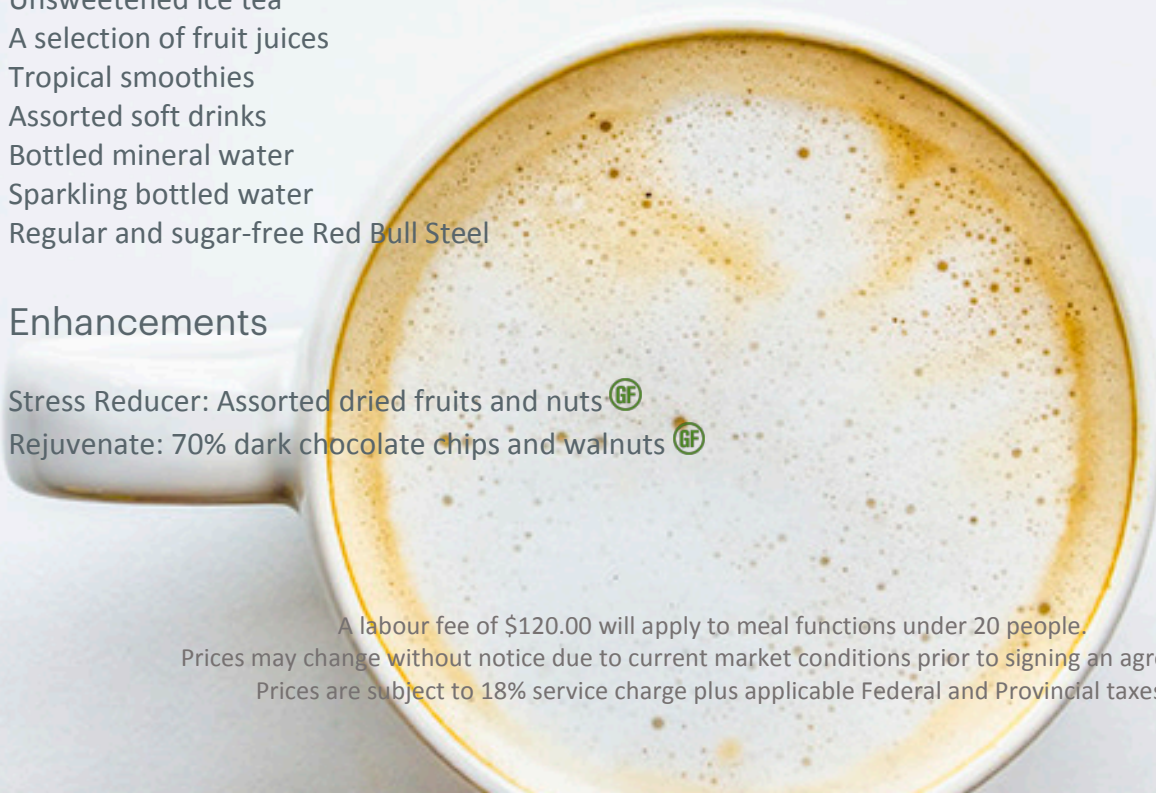 Unsweetened ice tea
A selection of fruit juices
Tropical smoothies
Assorted soft drinks
Bottled mineral water
Sparkling bottled water
Regular and sugar-free Red Bull Steel
Enhancements
Stress Reducer: Assorted dried fruits and nuts GF
Rejuvenate: 70% dark chocolate chips and walnuts GF
A labour fee of $120.00 will apply to meal functions under 20 people.
Prices may change without notice due to current market conditions prior to signing an agre
Prices are subject to 18% service charge plus applicable Federal and Provincial taxes